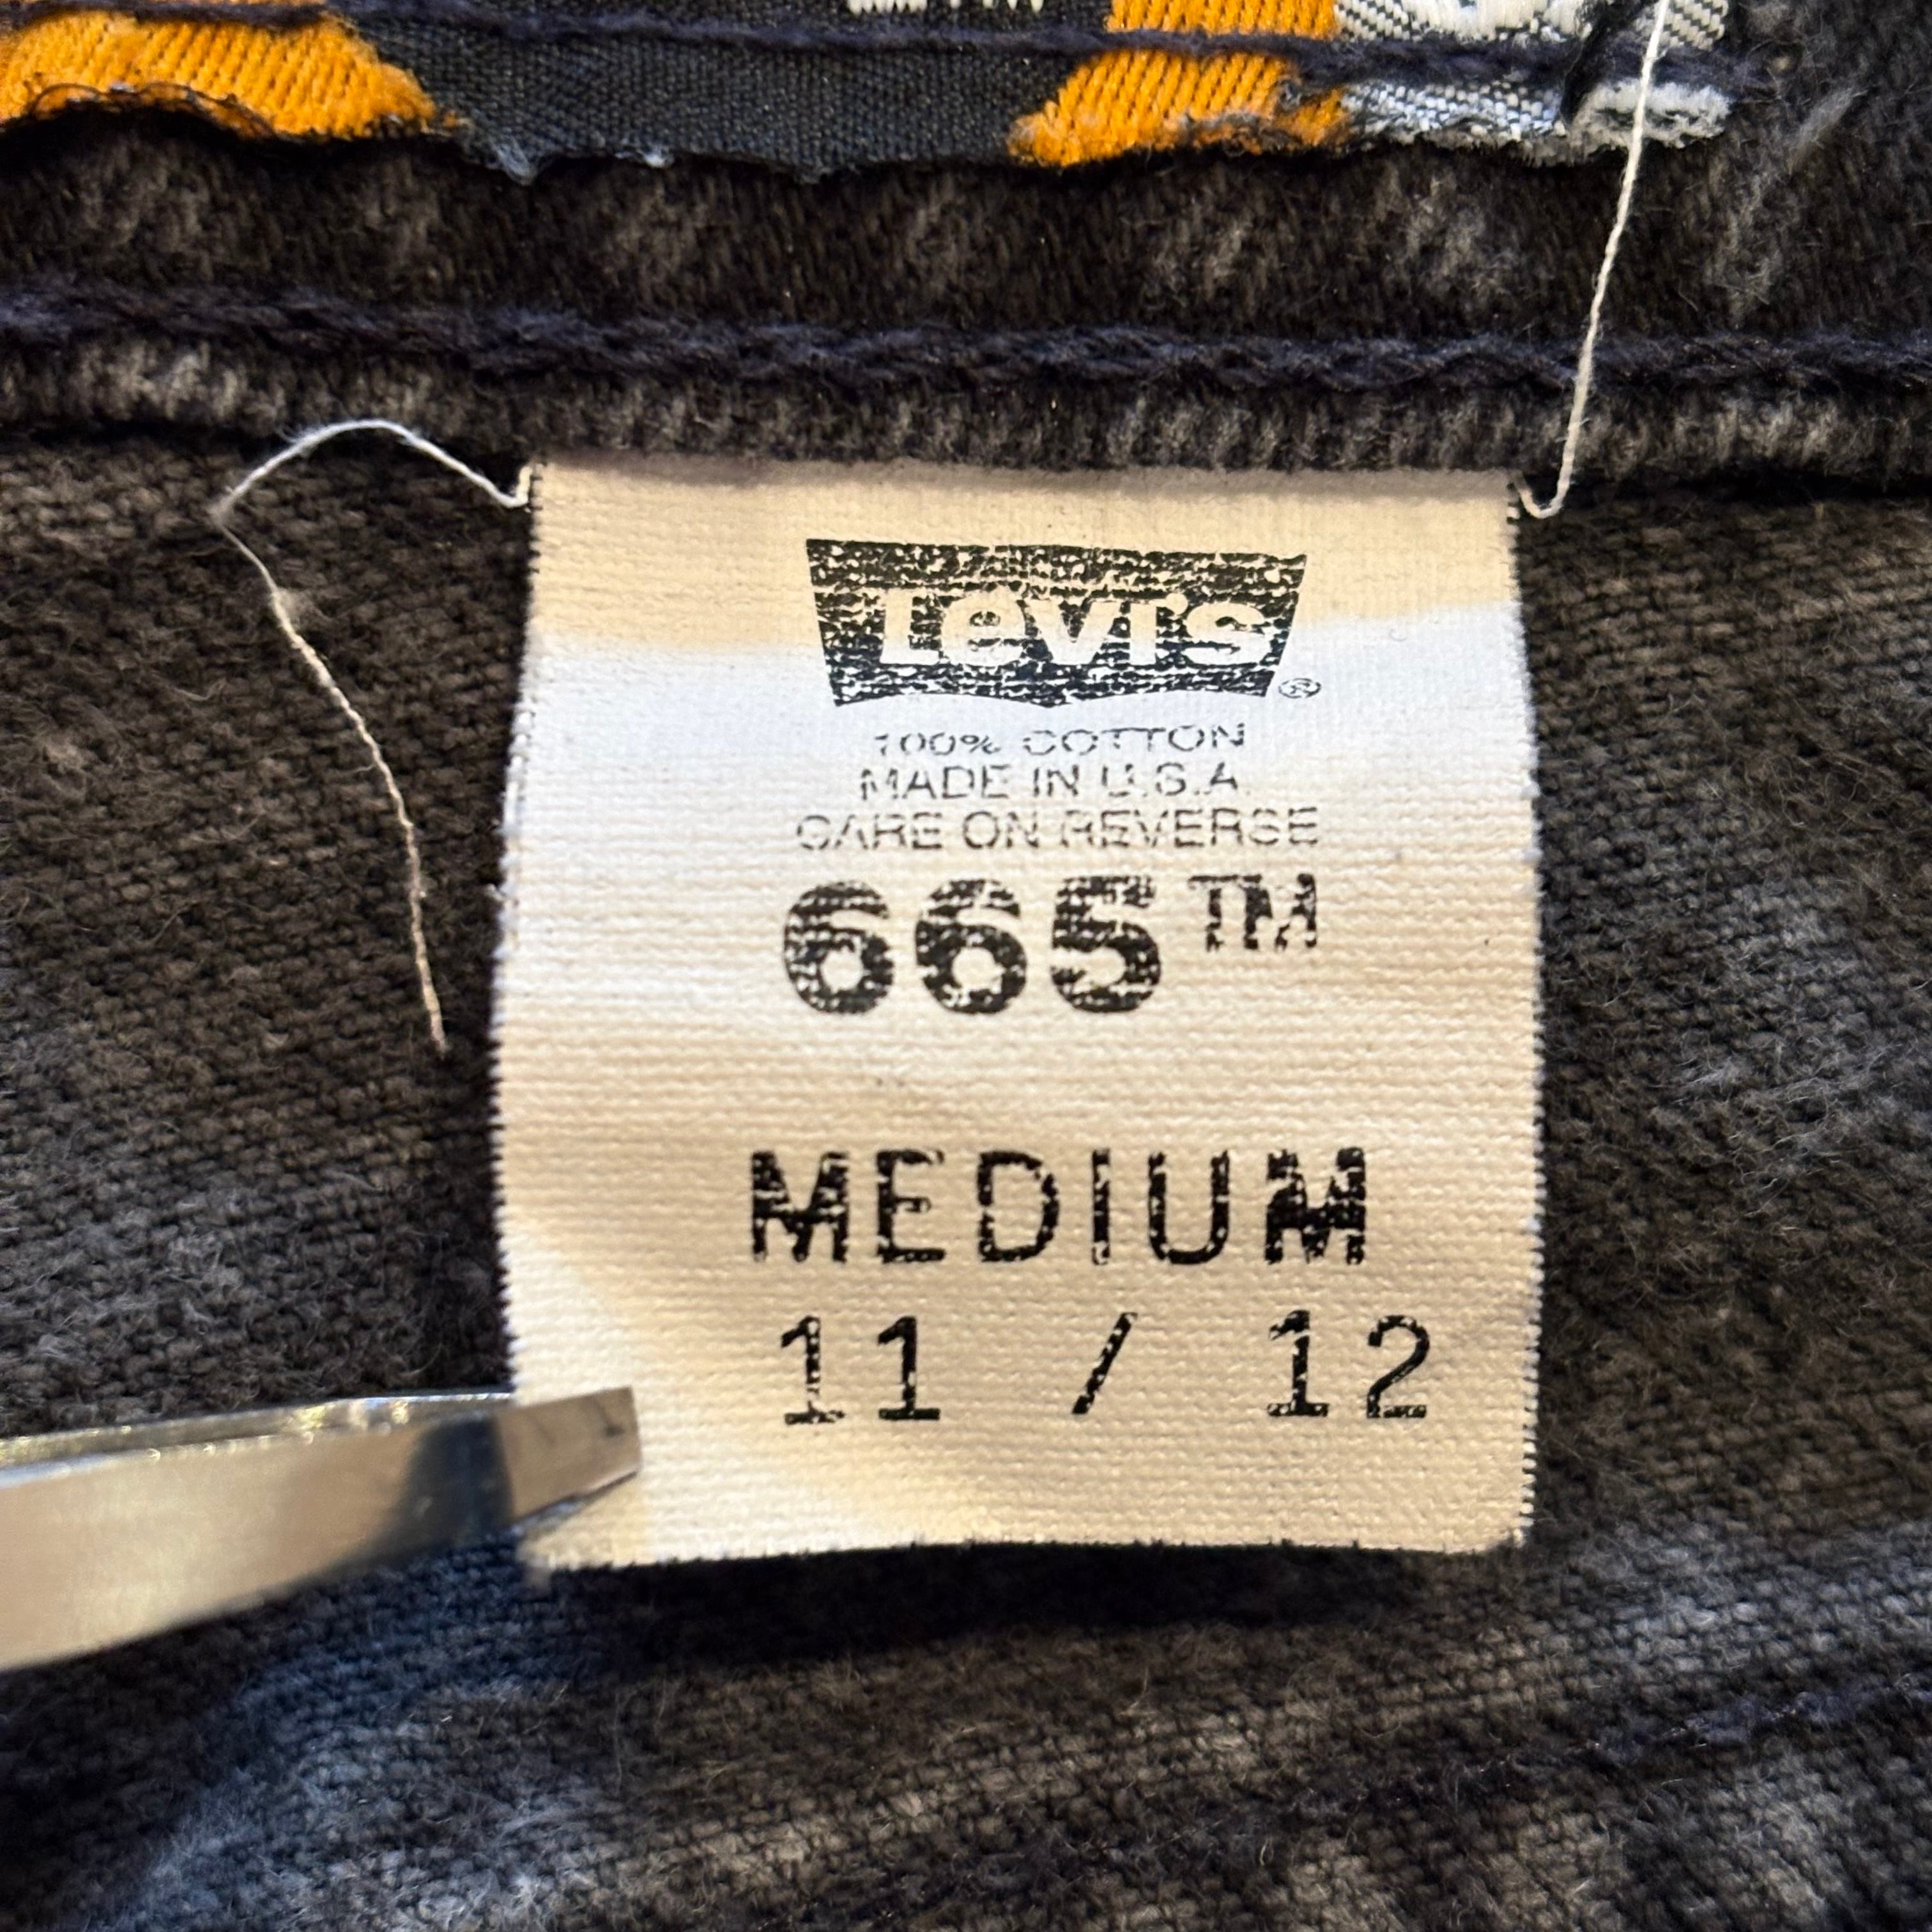 Levi's ®
100% COTTON
MADE IN U.S.A.
CARE ON REVERSE
665™
MEDIUM
11 / 12